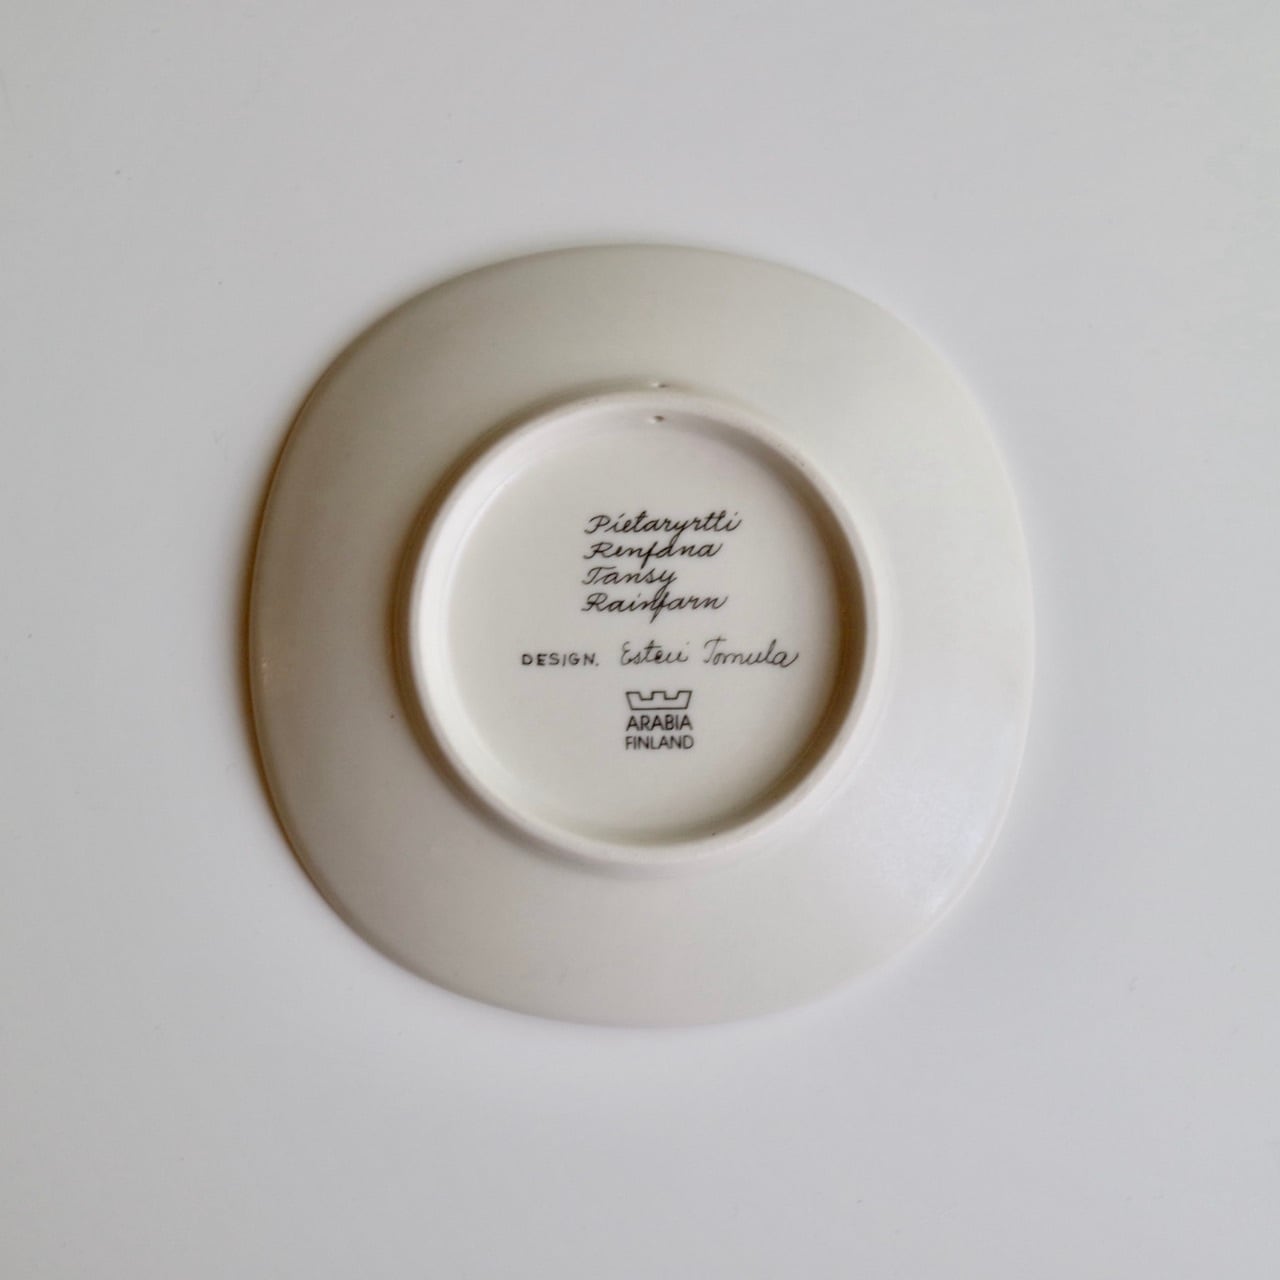 Pietaryrtti
Renfana
Tansy
Rainfarn
DESIGN. Esteri Tomula
ARABIA
FINLAND